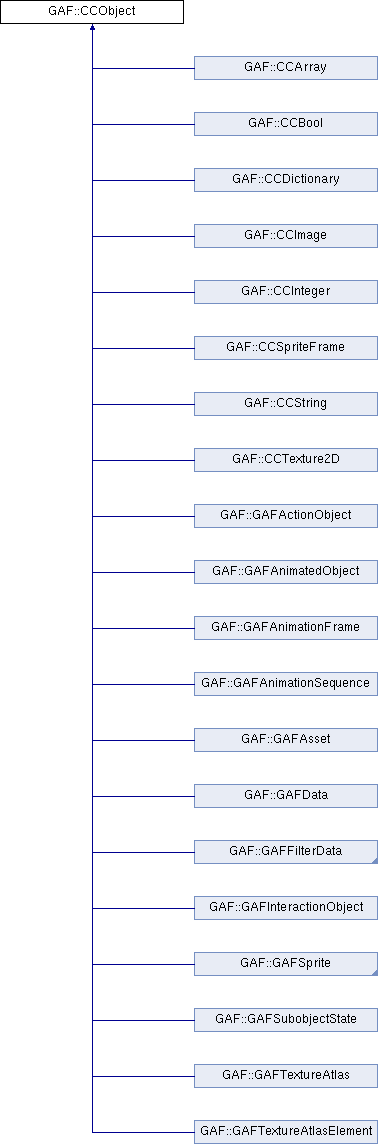 GAF::CCObject
GAF::CCArray
GAF::CCBool
GAF::CCDictionary
GAF::CCImage
GAF::CCInteger
GAF::CCSpriteFrame
GAF::CCString
GAF::CCTexture2D
GAF::GAFActionObject
GAF::GAFAnimatedObject
GAF::GAFAnimationFrame
GAF::GAFAnimationSequence
GAF::GAFAsset
GAF::GAFData
GAF::GAFFilterData
GAF::GAFInteractionObject
GAF::GAFSprite
GAF::GAFSubobjectState
GAF::GAFTextureAtlas
GAF::GAFTextureAtlasElement